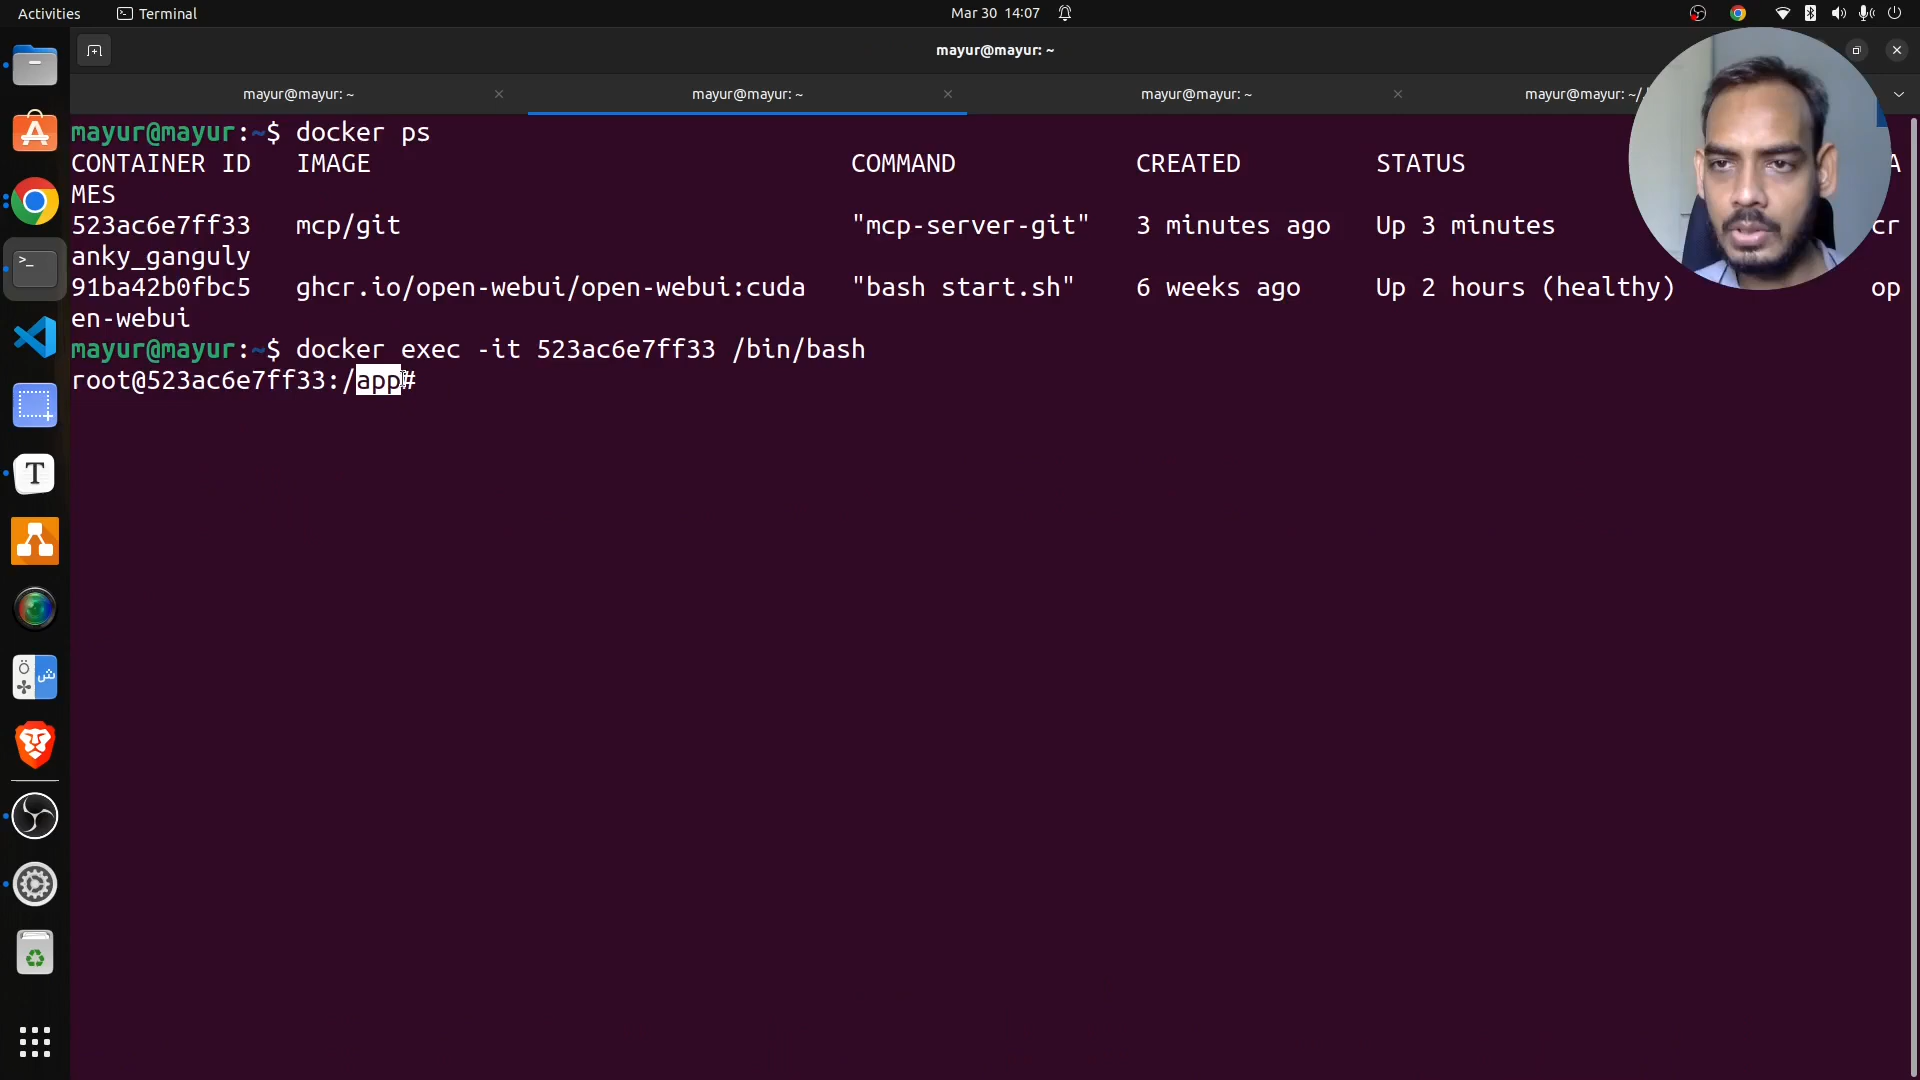 Activities Terminal Mar 30 14:07
mayur@mayur: ~
mayur@mayur: ~ mayur@mayur: ~ mayur@mayur: ~ mayur@mayur: ~/
mayur@mayur:~$ docker ps
CONTAINER ID IMAGE COMMAND CREATED STATUS A
MES
523ac6e7ff33 mcp/git "mcp-server-git" 3 minutes ago Up 3 minutes cr
anky_ganguly
91ba42b0fbc5 ghcr.io/open-webui/open-webui:cuda "bash start.sh" 6 weeks ago Up 2 hours (healthy) op
en-webui
mayur@mayur:~$ docker exec -it 523ac6e7ff33 /bin/bash
root@523ac6e7ff33:/app#